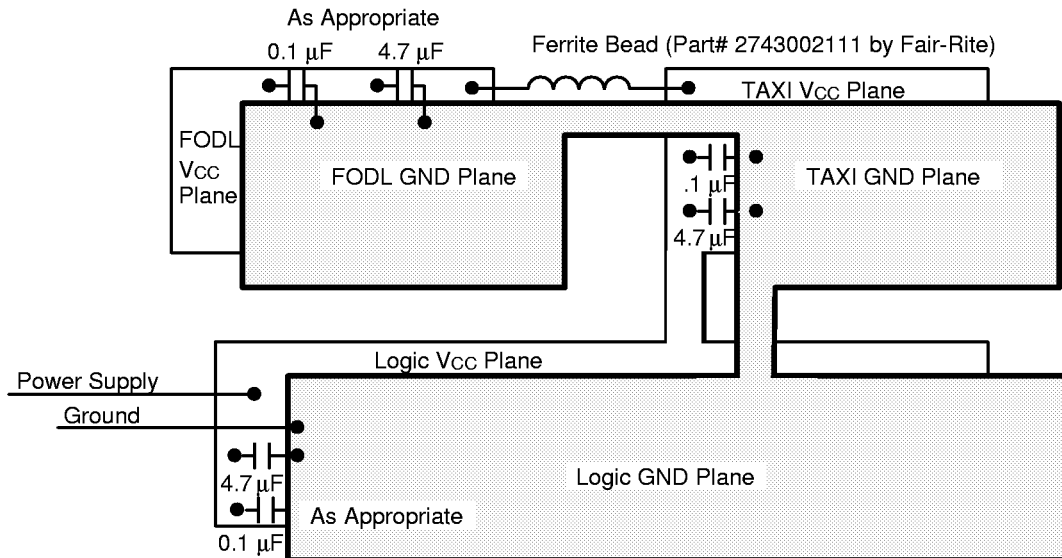 As Appropriate
0.1 µF
4.7 µF
Ferrite Bead (Part# 2743002111 by Fair-Rite)
TAXI VCC Plane
FODL
VCC
Plane
FODL GND Plane
.1 µF
TAXI GND Plane
4.7 µF
Logic VCC Plane
Power Supply
Ground
4.7 µF
Logic GND Plane
As Appropriate
0.1 µF